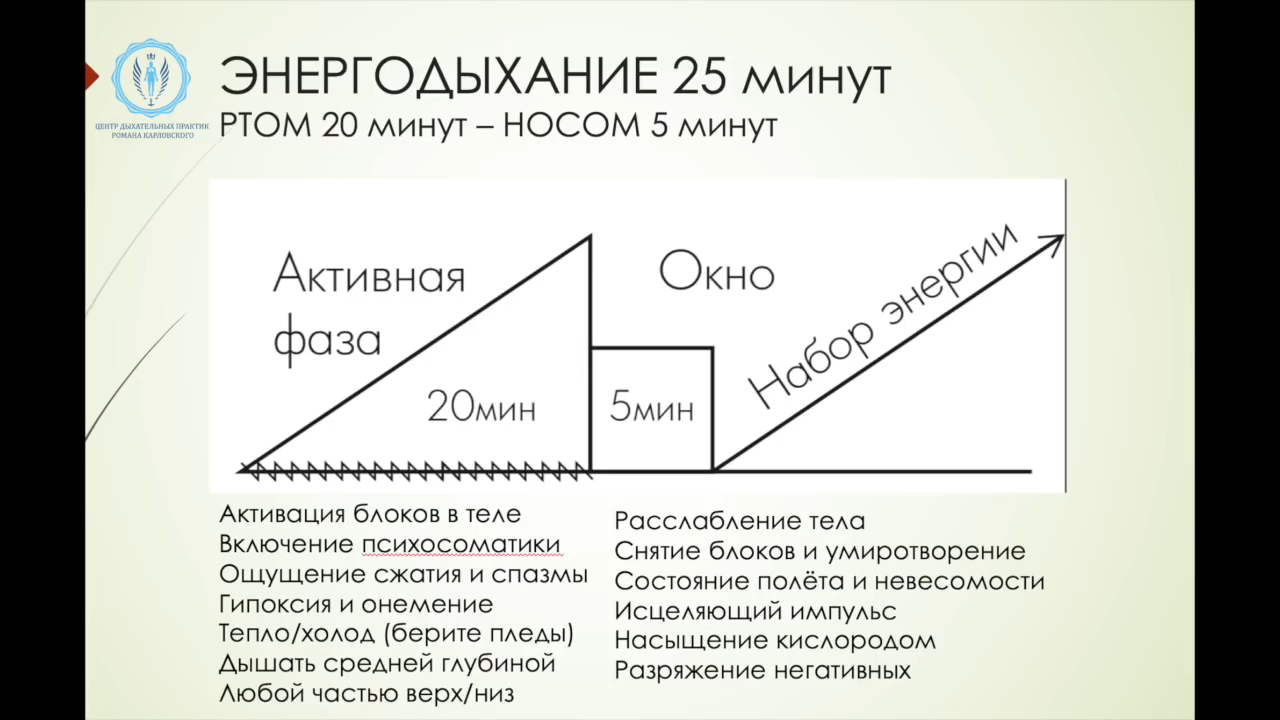 ЭНЕРГОДЫХАНИЕ 25 минут
РТОМ 20 минут – НОСОМ 5 минут
ЦЕНТР ДЫХАТЕЛЬНЫХ ПРАКТИК
РОМАНА КАРЛОВСКОГО
Активная
фаза
20мин
Окно
5мин
Набор энергии
Активация блоков в теле
Включение психосоматики
Ощущение сжатия и спазмы
Гипоксия и онемение
Тепло/холод (берите пледы)
Дышать средней глубиной
Любой частью верх/низ
Расслабление тела
Снятие блоков и умиротворение
Состояние полёта и невесомости
Исцеляющий импульс
Насыщение кислородом
Разряжение негативных